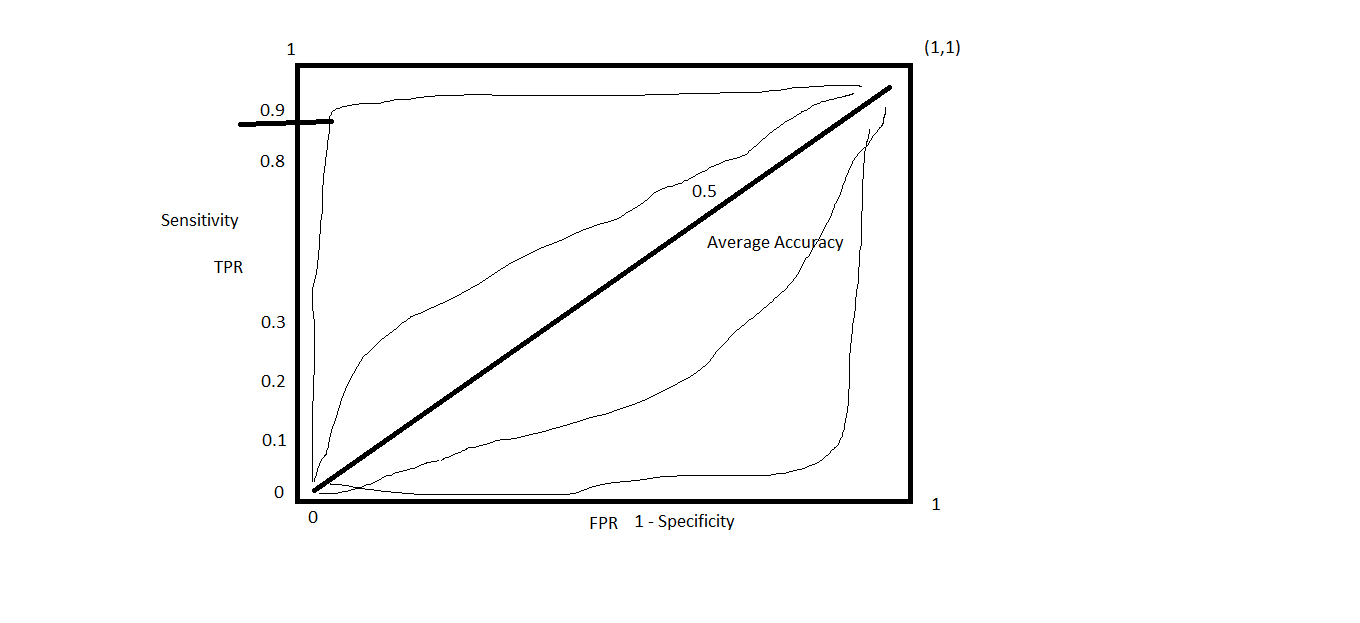 1
(1,1)
0.9
0.8
0.5
Sensitivity
Average Accuracy
TPR
0.3
0.2
0.1
0
1
0
FPR 1 - Specificity